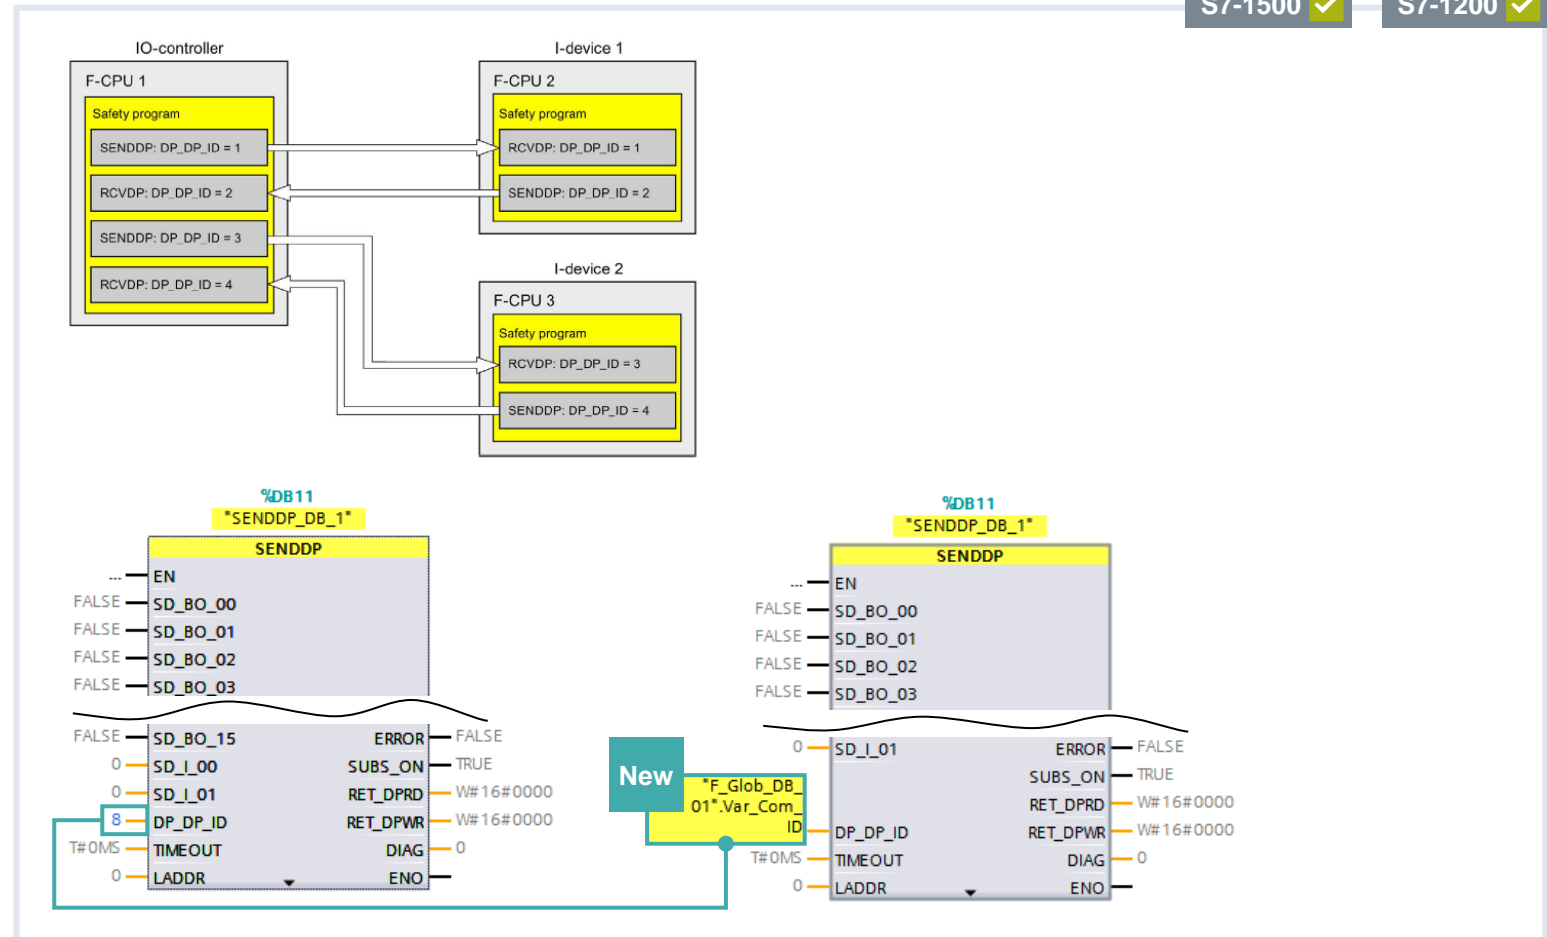 S7-1500
S7-1200
IO-controller
F-CPU 1
Safety program
SENDDP: DP_DP_ID = 1
RCVDP: DP_DP_ID = 2
SENDDP: DP_DP_ID = 3
RCVDP: DP_DP_ID = 4
I-device 1
F-CPU 2
Safety program
RCVDP: DP_DP_ID = 1
SENDDP: DP_DP_ID = 2
I-device 2
F-CPU 3
Safety program
RCVDP: DP_DP_ID = 3
SENDDP: DP_DP_ID = 4
%DB11
"SENDDP_DB_1"
SENDDP
... EN
FALSE SD_BO_00
FALSE SD_BO_01
FALSE SD_BO_02
FALSE SD_BO_03
FALSE SD_BO_15 ERROR FALSE
0 SD_I_00 SUBS_ON TRUE
0 SD_I_01 RET_DPRD W#16#0000
8 DP_DP_ID RET_DPWR W#16#0000
T#0MS TIMEOUT DIAG 0
0 LADDR ENO
%DB11
"SENDDP_DB_1"
SENDDP
... EN
FALSE SD_BO_00
FALSE SD_BO_01
FALSE SD_BO_02
FALSE SD_BO_03
0 SD_I_01 ERROR FALSE
SUBS_ON TRUE
RET_DPRD W#16#0000
New
"F_Glob_DB_
01".Var_Com_
ID
DP_DP_ID RET_DPWR W#16#0000
T#0MS TIMEOUT DIAG 0
0 LADDR ENO